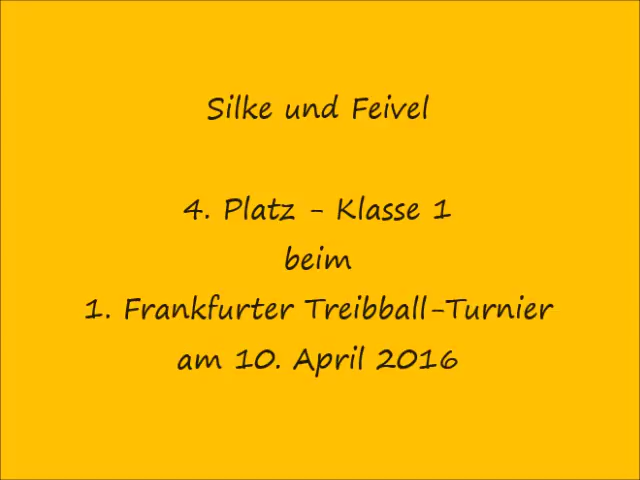 Silke und Feivel
4. Platz - Klasse 1
beim
1. Frankfurter Treibball-Turnier
am 10. April 2016